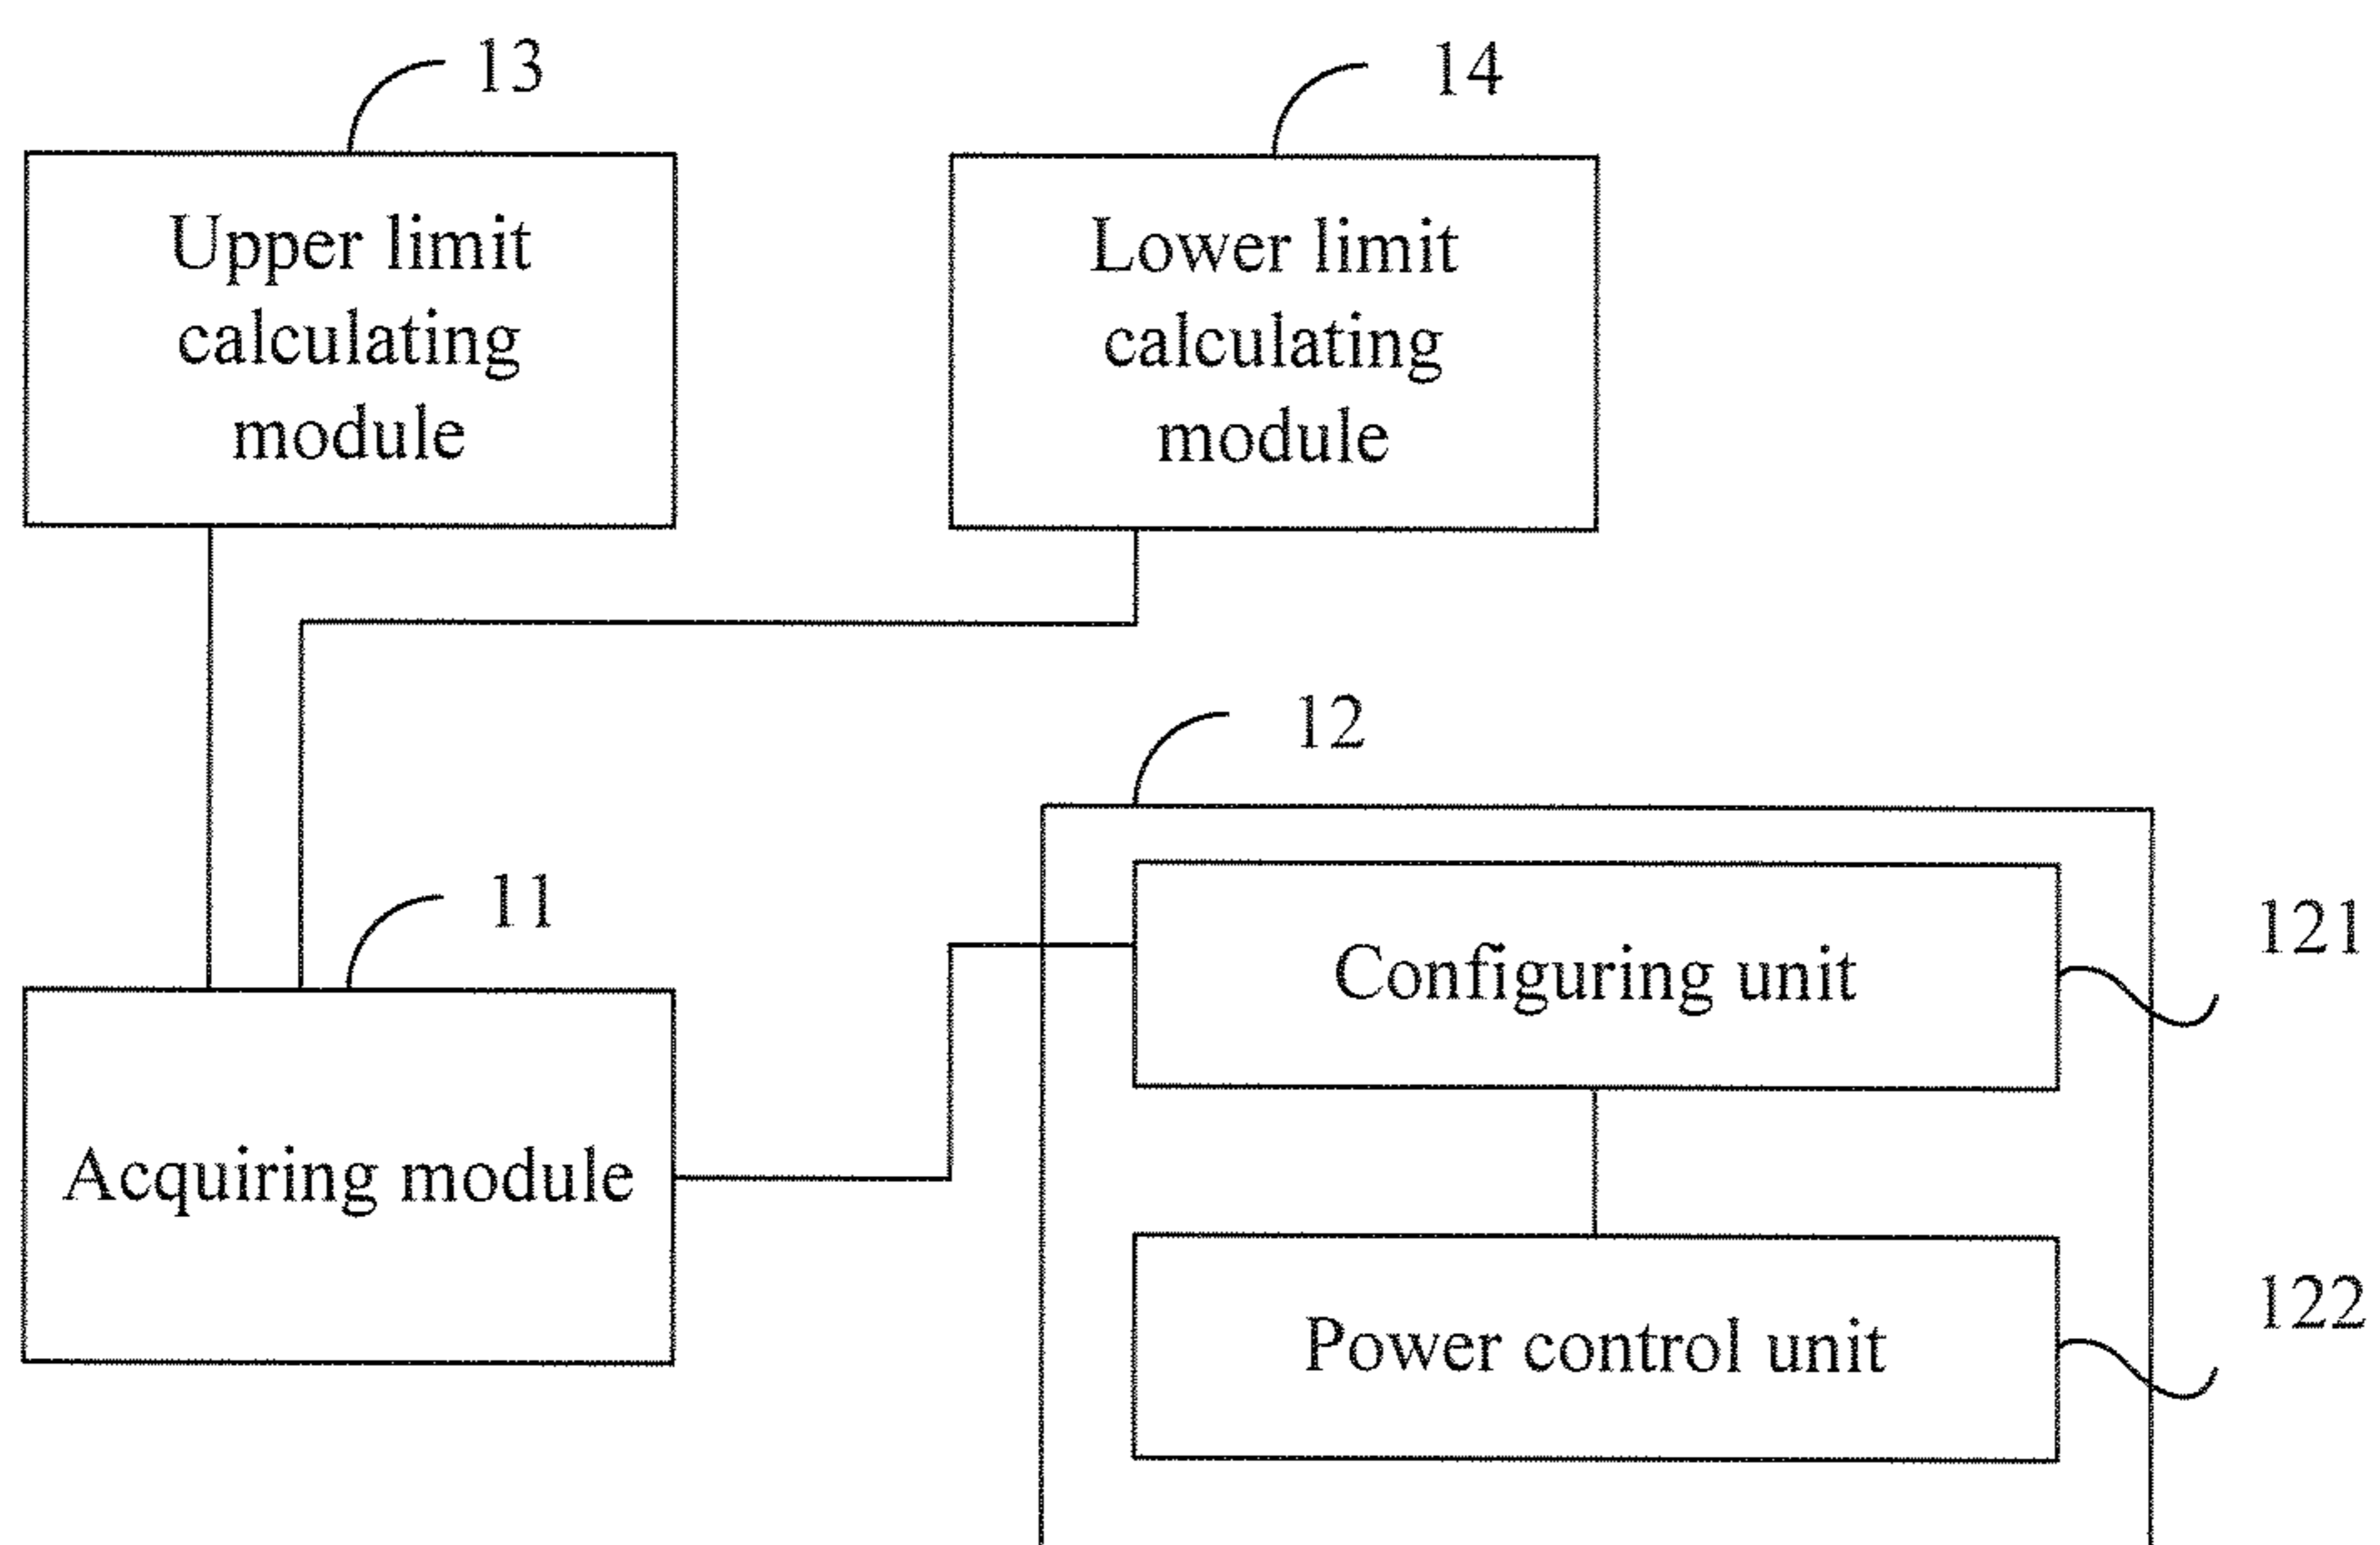 13
14
Upper limit
calculating
module
Lower limit
calculating
module
12
11
121
Configuring unit
Acquiring module
122
Power control unit